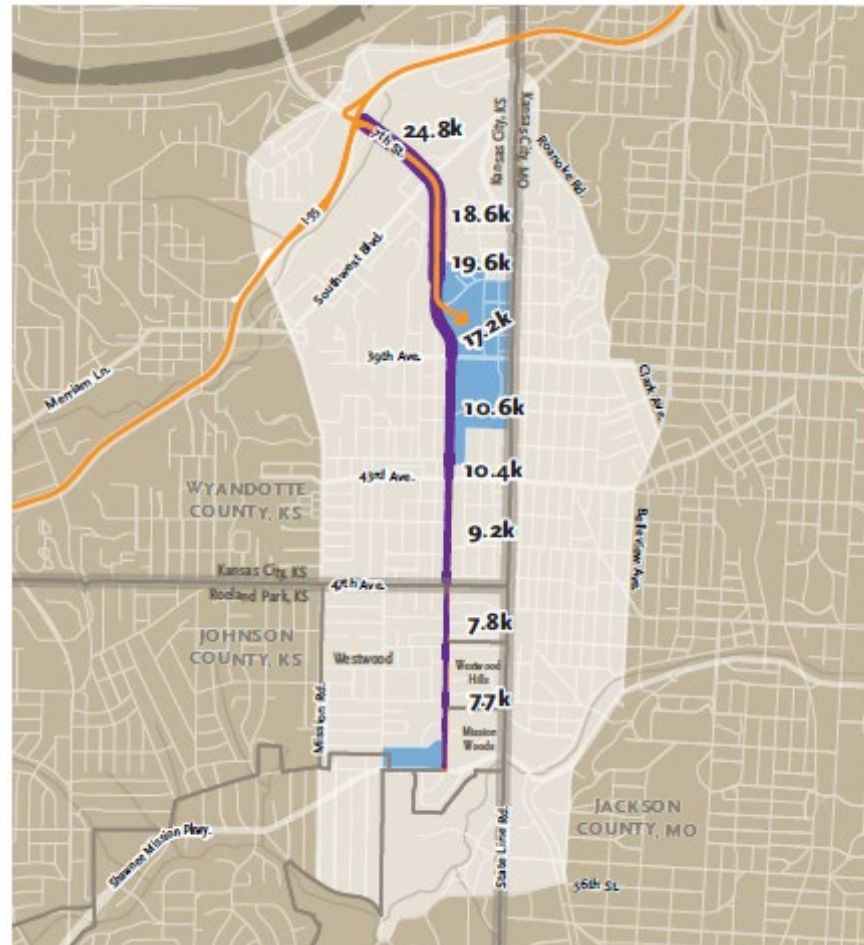 24.8k
7th St.
Kansas City, KS
Kansas City, MO
Roanoke Rd.
18.6k
I-35
Southwest Blvd.
19.6k
17.2k
39th Ave.
Merriam Ln.
Clark Ave.
10.6k
43rd Ave.
10.4k
WYANDOTTE
COUNTY, KS
9.2k
Belleview Ave.
Kansas City, KS
47th Ave.
Roeland Park, KS
7.8k
JOHNSON
COUNTY, KS
Westwood
Westwood
Hills
Mission Rd.
7.7k
Mission
Woods
JACKSON
COUNTY, MO
Shawnee Mission Pkwy.
State Line Rd.
56th St.